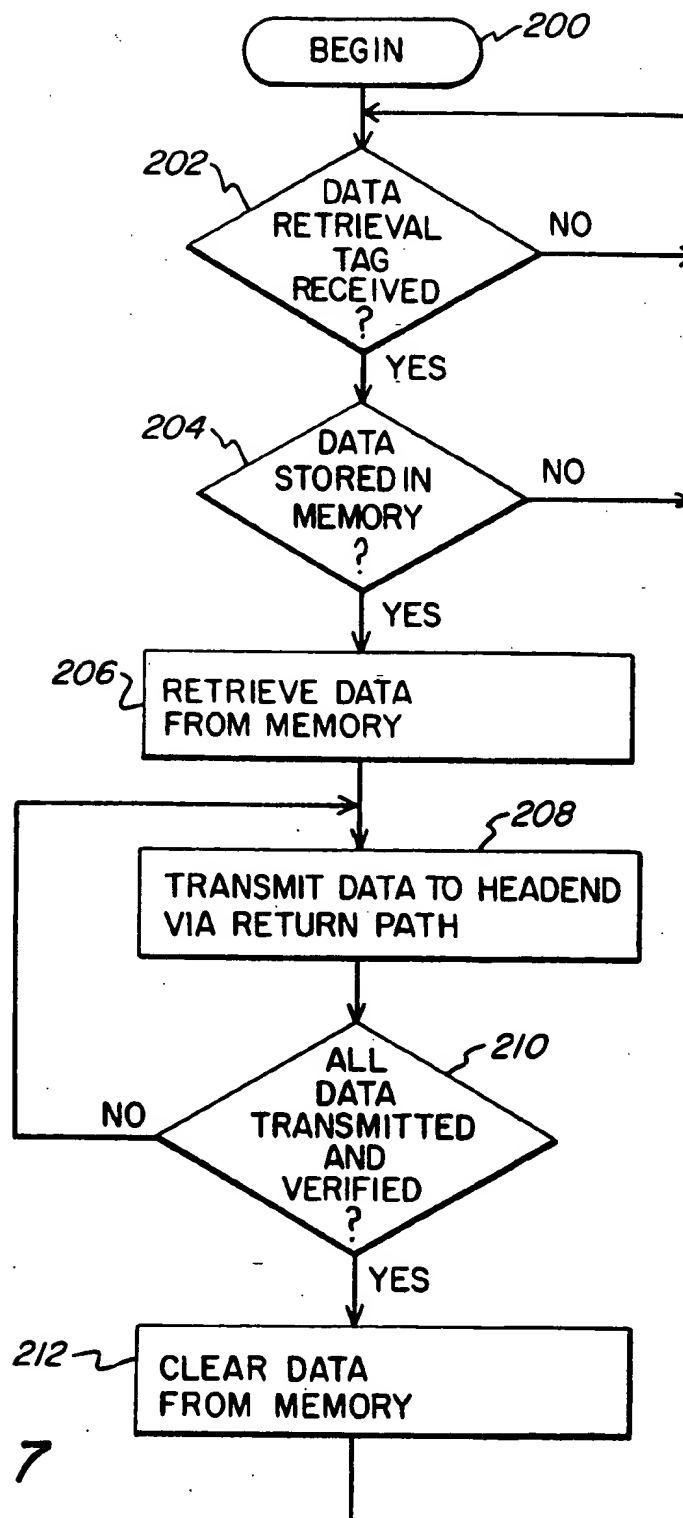 BEGIN
200
202
DATA
RETRIEVAL
TAG
RECEIVED
?
NO
YES
204
DATA
STORED IN
MEMORY
?
NO
YES
206
RETRIEVE DATA
FROM MEMORY
208
TRANSMIT DATA TO HEADEND
VIA RETURN PATH
210
ALL
DATA
TRANSMITTED
AND
VERIFIED
?
NO
YES
212
CLEAR DATA
FROM MEMORY
7